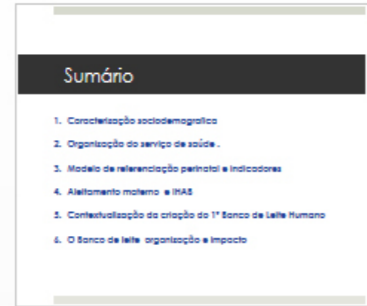 Sumário
1. Caracterização sociodemografica
2. Organização do serviço de saúde .
3. Modelo de referenciação perinatal e indicadores
4. Aleitamento materno e IHAB
5. Contextualização da criação do 1º Banco de Leite Humano
6. O Banco de leite organização e impacto